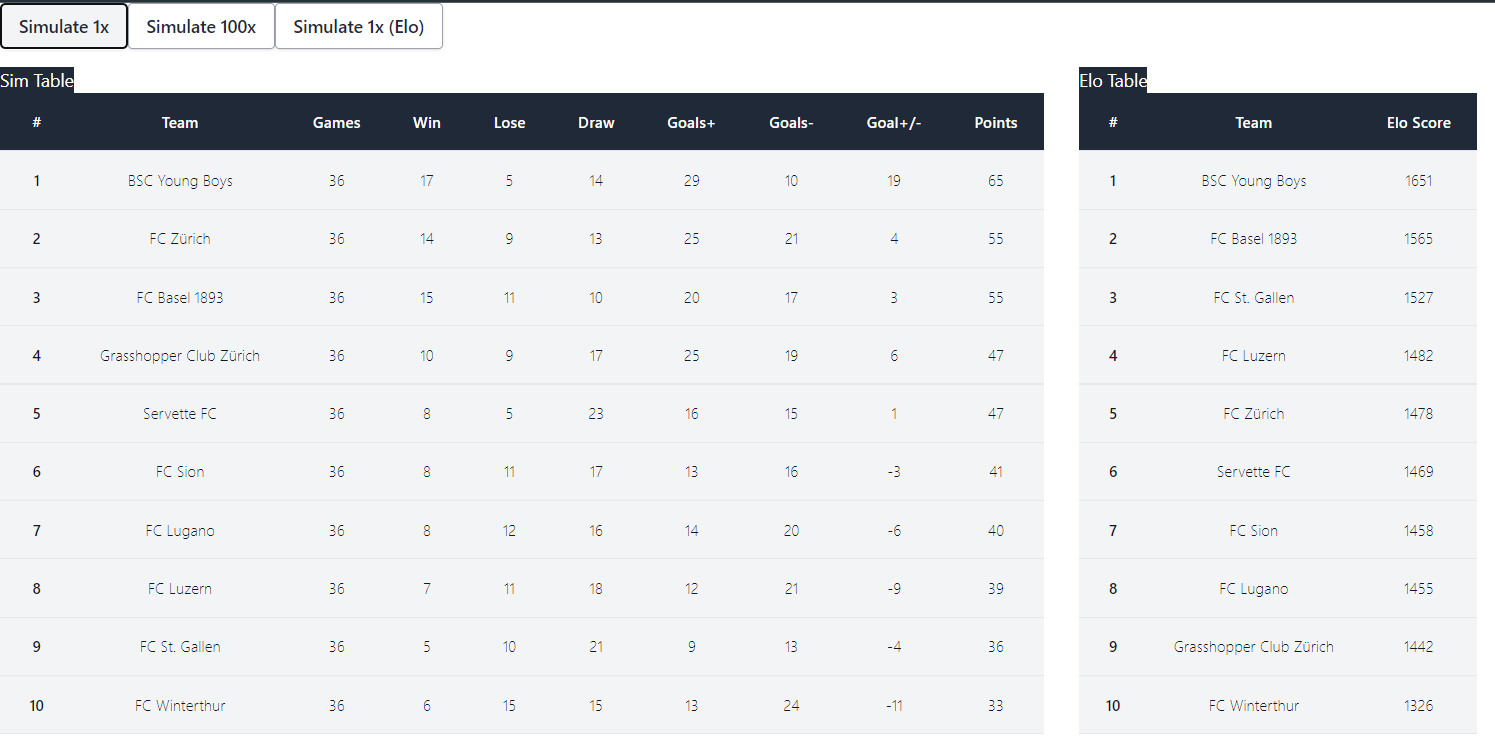 Simulate 1x Simulate 100x Simulate 1x (Elo)
Sim Table
# Team Games Win Lose Draw Goals+ Goals- Goal+/- Points
1 BSC Young Boys 36 17 5 14 29 10 19 65
2 FC Zürich 36 14 9 13 25 21 4 55
3 FC Basel 1893 36 15 11 10 20 17 3 55
4 Grasshopper Club Zürich 36 10 9 17 25 19 6 47
5 Servette FC 36 8 5 23 16 15 1 47
6 FC Sion 36 8 11 17 13 16 -3 41
7 FC Lugano 36 8 12 16 14 20 -6 40
8 FC Luzern 36 7 11 18 12 21 -9 39
9 FC St. Gallen 36 5 10 21 9 13 -4 36
10 FC Winterthur 36 6 15 15 13 24 -11 33
Elo Table
# Team Elo Score
1 BSC Young Boys 1651
2 FC Basel 1893 1565
3 FC St. Gallen 1527
4 FC Luzern 1482
5 FC Zürich 1478
6 Servette FC 1469
7 FC Sion 1458
8 FC Lugano 1455
9 Grasshopper Club Zürich 1442
10 FC Winterthur 1326